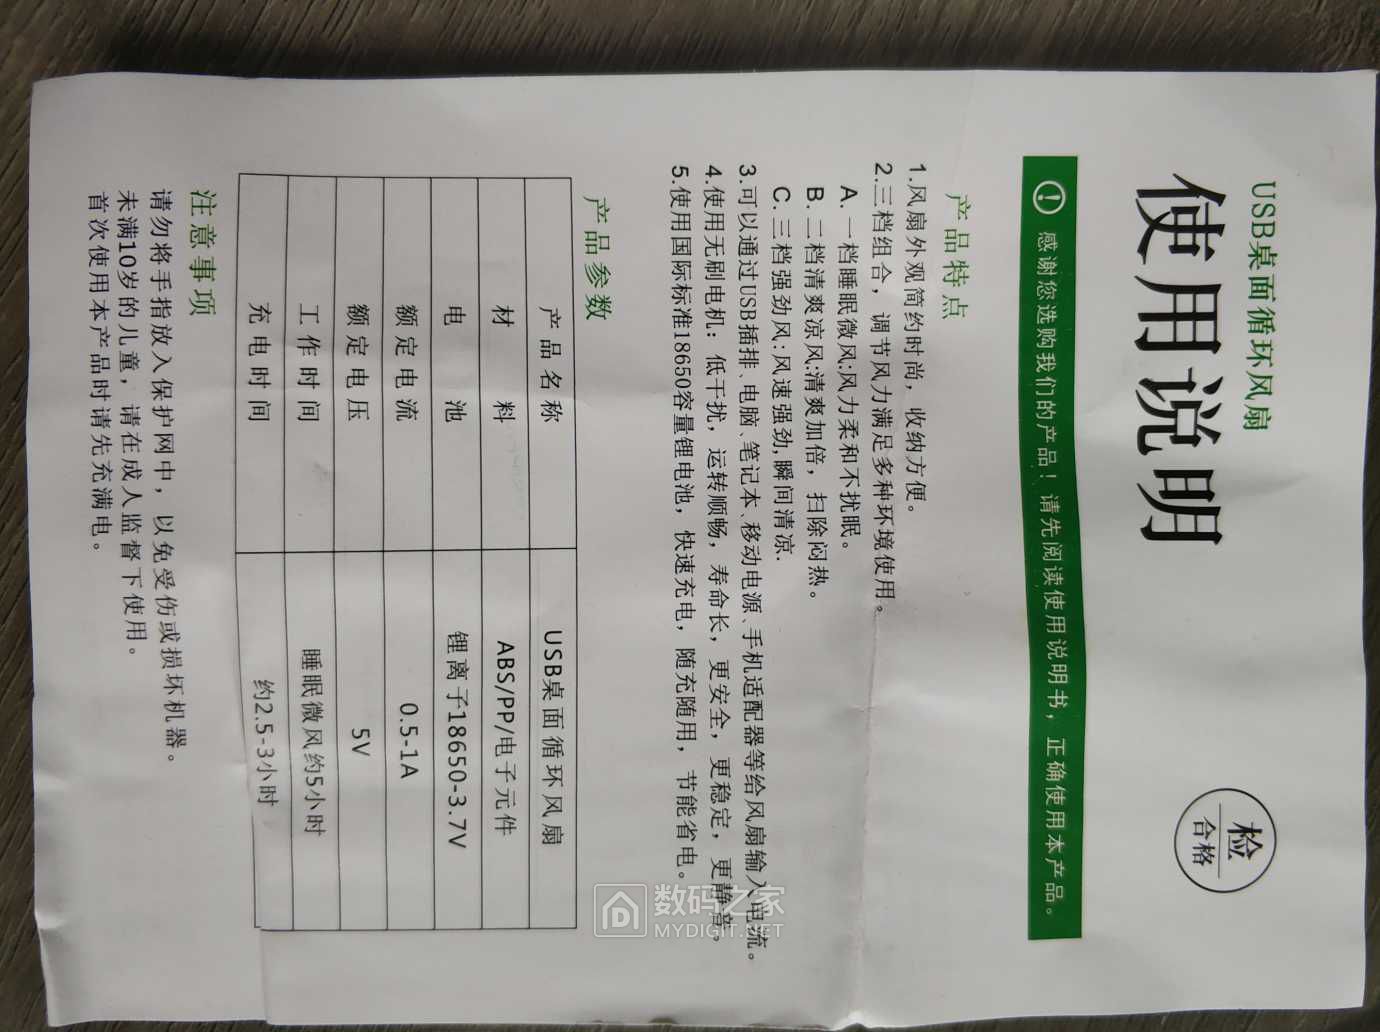 USB桌面循环风扇
使用说明
检
合格
! 感谢您选购我们的产品！请先阅读使用说明书，正确使用本产品。
产品特点
1.风扇外观简约时尚，收纳方便。
2.三档组合，调节风力满足多种环境使用。
A.一档睡眠微风:风力柔和不扰眠。
B.二档清爽凉风:清爽加倍，扫除闷热。
C.三档强劲风:风速强劲,瞬间清凉.
3.可以通过USB插排、电脑、笔记本、移动电源、手机适配器等给风扇输入电流。
4.使用无刷电机：低干扰，运转顺畅，寿命长，更安全，更稳定，更静音。
5.使用国际标准18650容量锂电池，快速充电，随充随用，节能省电。
产品参数
产品名称 USB桌面循环风扇
材料 ABS/PP/电子元件
电池 锂离子18650-3.7V
额定电流 0.5-1A
额定电压 5V
工作时间 睡眠微风约5小时
充电时间 约2.5-3小时
注意事项
请勿将手指放入保护网中，以免受伤或损坏机器。
未满10岁的儿童，请在成人监督下使用。
首次使用本产品时请先充满电。
数码之家
MYDIGIT.NET